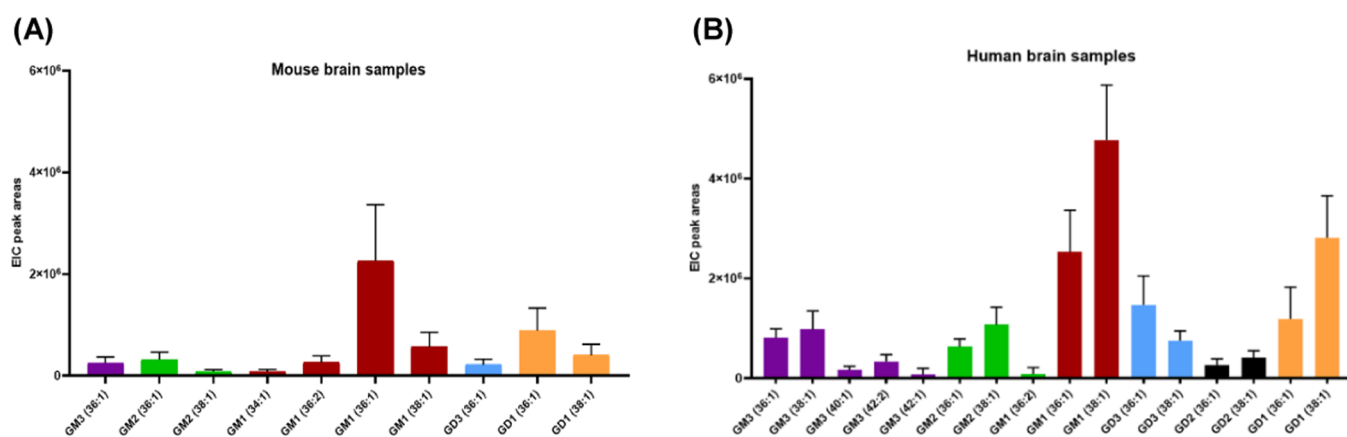 (A)
Mouse brain samples
EIC peak areas
6×10⁶
4×10⁶
2×10⁶
0
GM3 (36:1)
GM2 (36:1)
GM2 (38:1)
GM1 (34:1)
GM1 (36:2)
GM1 (36:1)
GM1 (38:1)
GD3 (36:1)
GD1 (36:1)
GD1 (38:1)
(B)
Human brain samples
EIC peak areas
6×10⁶
4×10⁶
2×10⁶
0
GM3 (36:1)
GM3 (38:1)
GM3 (40:1)
GM3 (42:2)
GM3 (42:1)
GM2 (36:1)
GM2 (38:1)
GM1 (36:2)
GM1 (36:1)
GM1 (38:1)
GD3 (36:1)
GD3 (38:1)
GD2 (36:1)
GD2 (38:1)
GD1 (36:1)
GD1 (38:1)